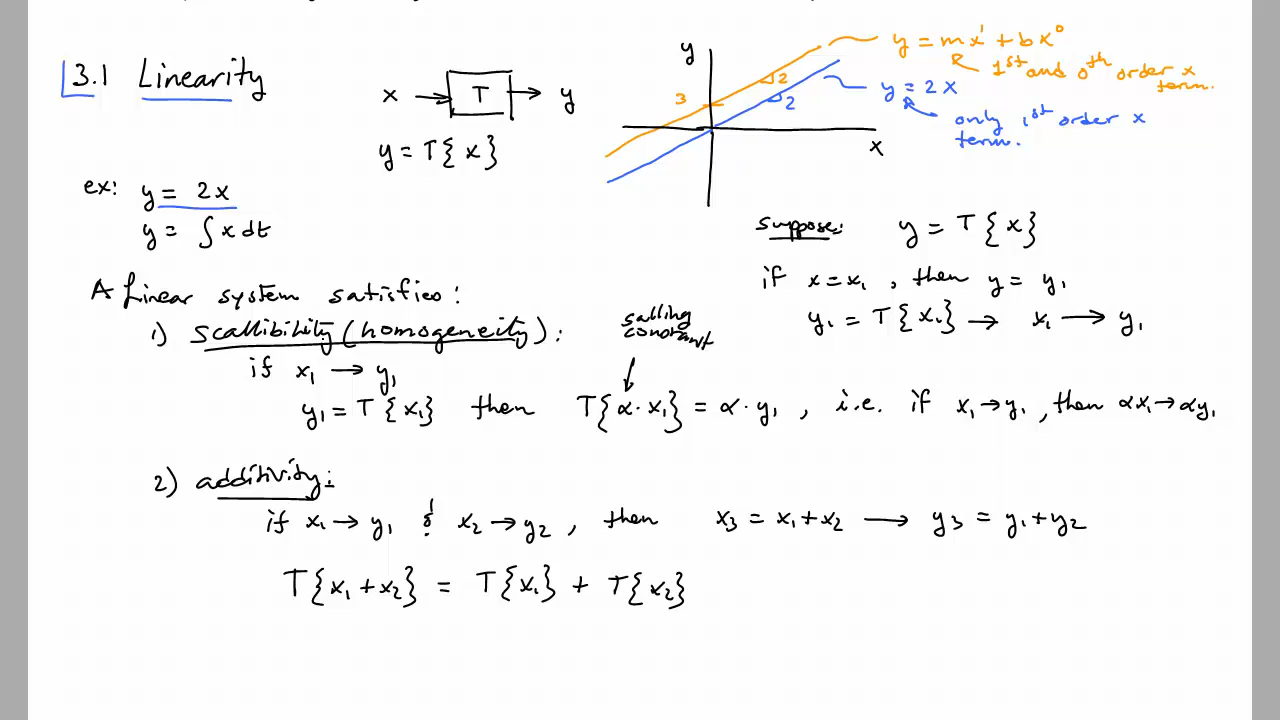 3.1 Linearity
x → T → y
y = T{x}
y
x
3
2
2
y = mx¹ + bx⁰
1st and 0th order x
term.
y = 2x
only 1st order x
term.
ex: y = 2x
y = ∫ x dt
suppose: y = T{x}
if x = x₁ , then y = y₁
y₁ = T{x₁} → x₁ → y₁
A Linear system satisfies :
1) scallibility (homogeneity) :
salling
constant
if x₁ → y₁
y₁ = T{x₁} then T{α · x₁} = α · y₁ , i.e. if x₁ → y₁ , then αx₁ → αy₁
2) additivity :
if x₁ → y₁ & x₂ → y₂ , then x₃ = x₁ + x₂ → y₃ = y₁ + y₂
T{x₁ + x₂} = T{x₁} + T{x₂}